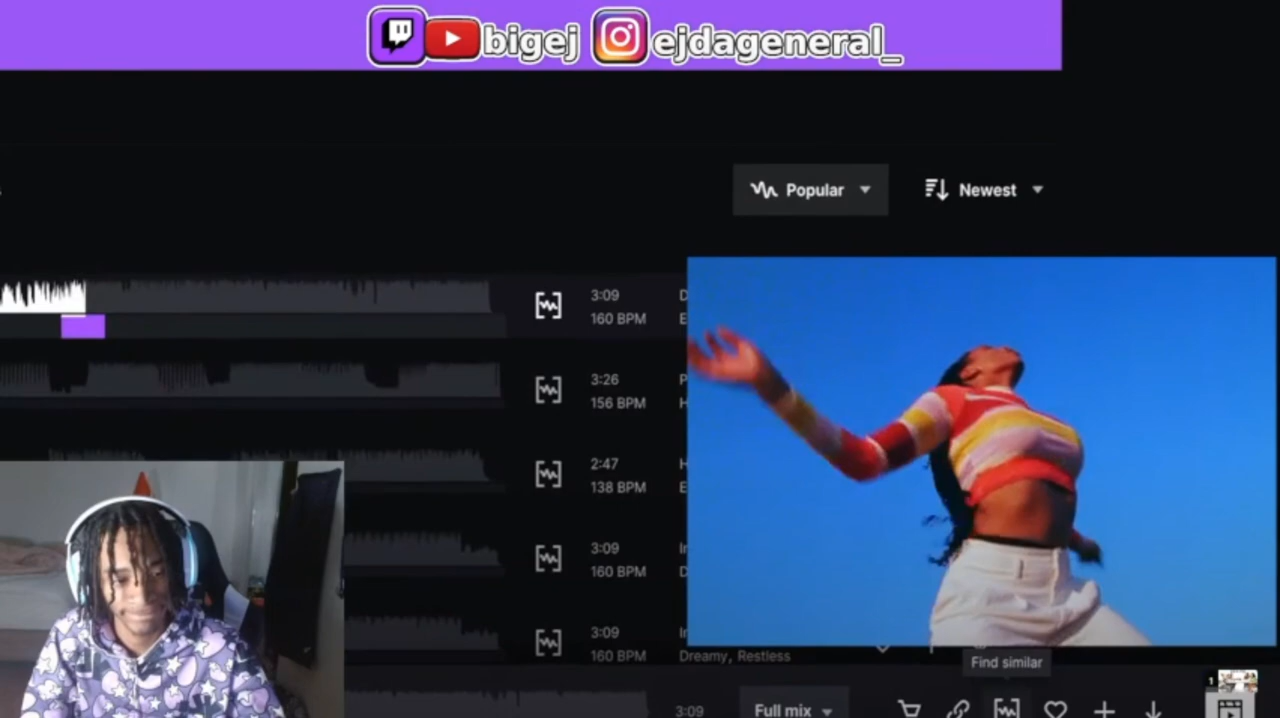 bigej ejdageneral_
Popular Newest
3:09
160 BPM
3:26
156 BPM
2:47
138 BPM
3:09
160 BPM
3:09
160 BPM Dreamy, Restless
Find similar
1
3:09 Full mix